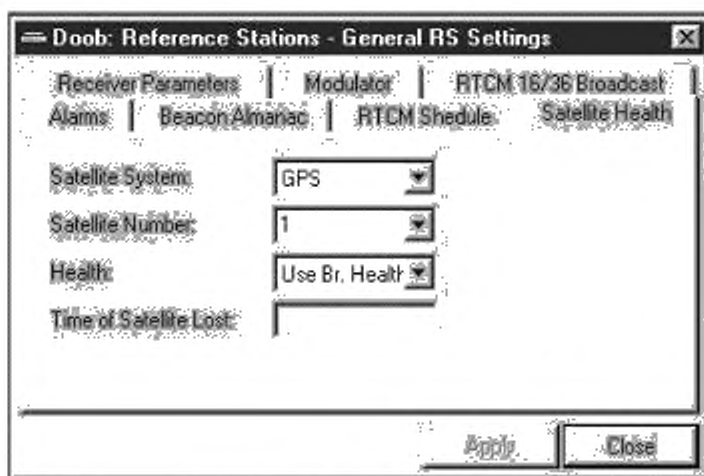 Doob: Reference Stations - General RS Settings
Receiver Parameters Modulator RTCM 16/36 Broadcast
Alarms Beacon Almanac RTCM Shedule Satellite Health
Satellite System: GPS
Satellite Number: 1
Health: Use Br. Healt
Time of Satellite Lost:
Apply Close